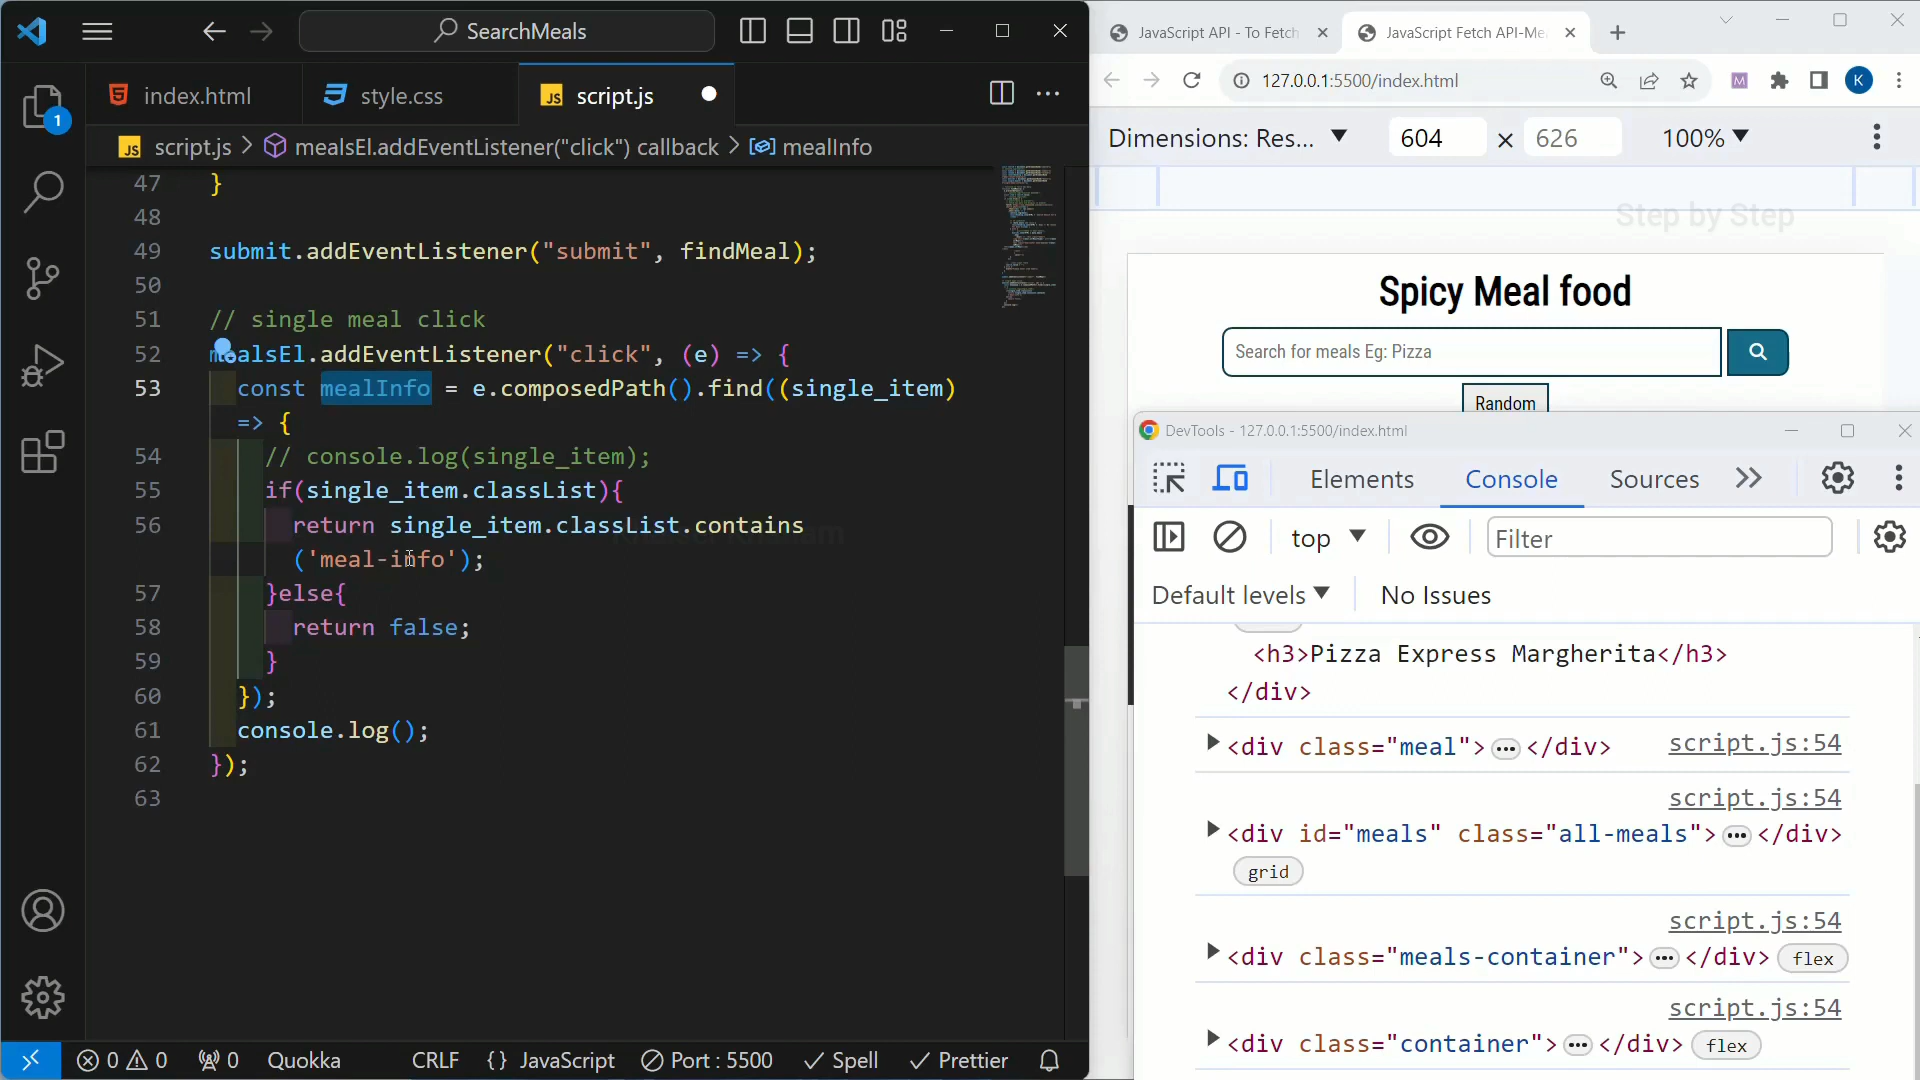 SearchMeals
index.html
style.css
script.js
script.js > mealsEl.addEventListener("click") callback > mealInfo
47 }
48
49 submit.addEventListener("submit", findMeal);
50
51 // single meal click
52 mealsEl.addEventListener("click", (e) => {
53 const mealInfo = e.composedPath().find((single_item)
=> {
54 // console.log(single_item);
55 if(single_item.classList){
56 return single_item.classList.contains
('meal-info');
57 }else{
58 return false;
59 }
60 });
61 console.log();
62 });
63
1
0 0 0 Quokka CRLF {} JavaScript Port : 5500 Spell Prettier
JavaScript API - To Fetch
JavaScript Fetch API-Me
127.0.0.1:5500/index.html
M
K
Dimensions: Res... 604 × 626 100%
Step by Step
Spicy Meal food
Search for meals Eg: Pizza
Random
DevTools - 127.0.0.1:5500/index.html
Elements Console Sources
top Filter
Default levels No Issues
<h3>Pizza Express Margherita</h3>
</div>
<div class="meal">…</div> script.js:54
script.js:54
<div id="meals" class="all-meals">…</div>
grid
script.js:54
<div class="meals-container">…</div> flex
script.js:54
<div class="container">…</div> flex